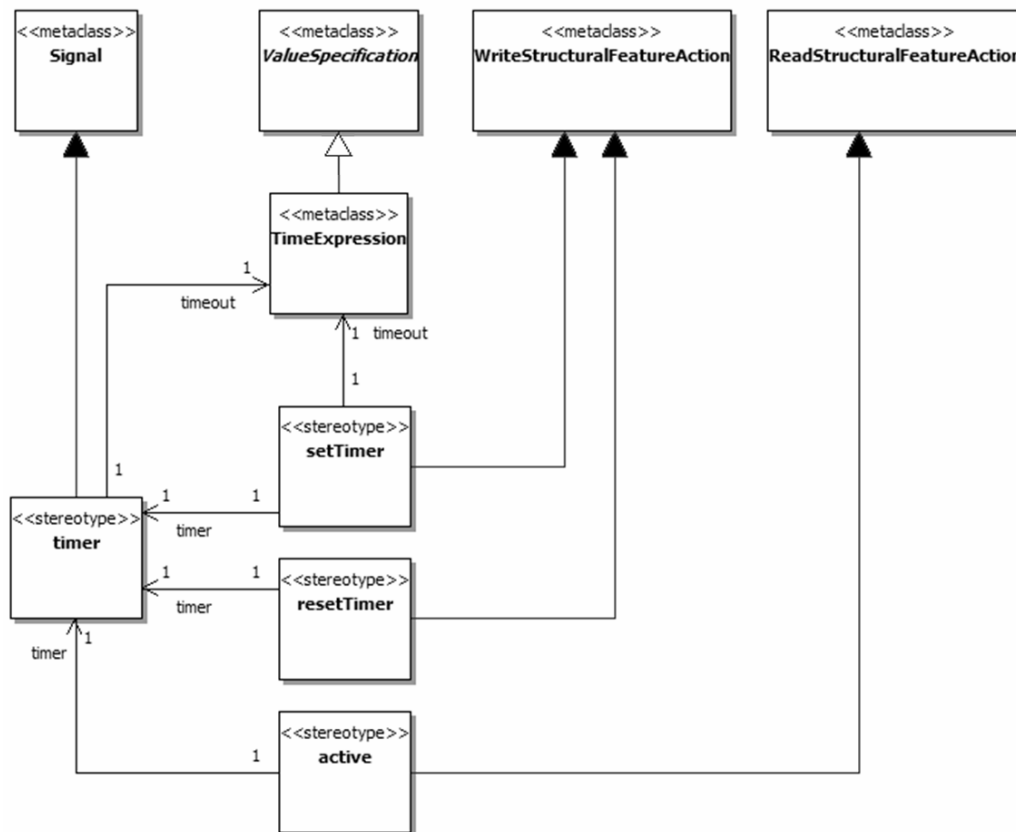 <<metaclass>>
Signal
<<metaclass>>
ValueSpecification
<<metaclass>>
WriteStructuralFeatureAction
<<metaclass>>
ReadStructuralFeatureAction
<<metaclass>>
TimeExpression
1
timeout
1
timeout
1
<<stereotype>>
setTimer
1
<<stereotype>>
timer
1
1
timer
<<stereotype>>
resetTimer
1
1
timer
1
timer
<<stereotype>>
active
1